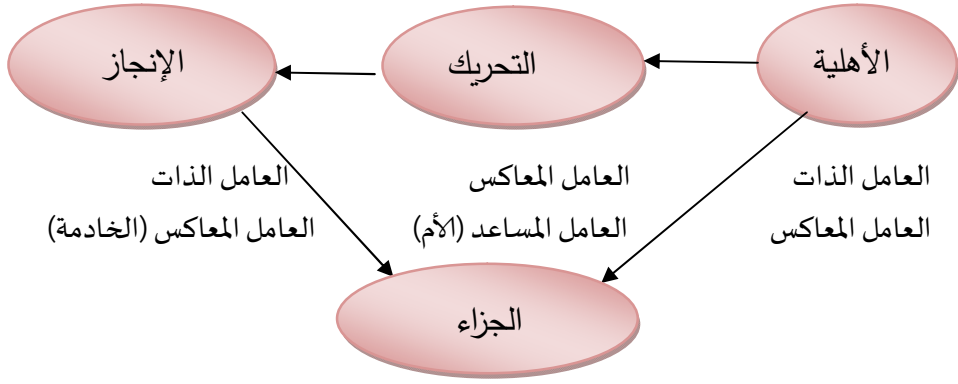 الأهلية
التحريك
الإنجاز
العامل الذات
العامل المعاكس
العامل المعاكس
العامل المساعد (الأم)
العامل الذات
العامل المعاكس (الخادمة)
الجزاء